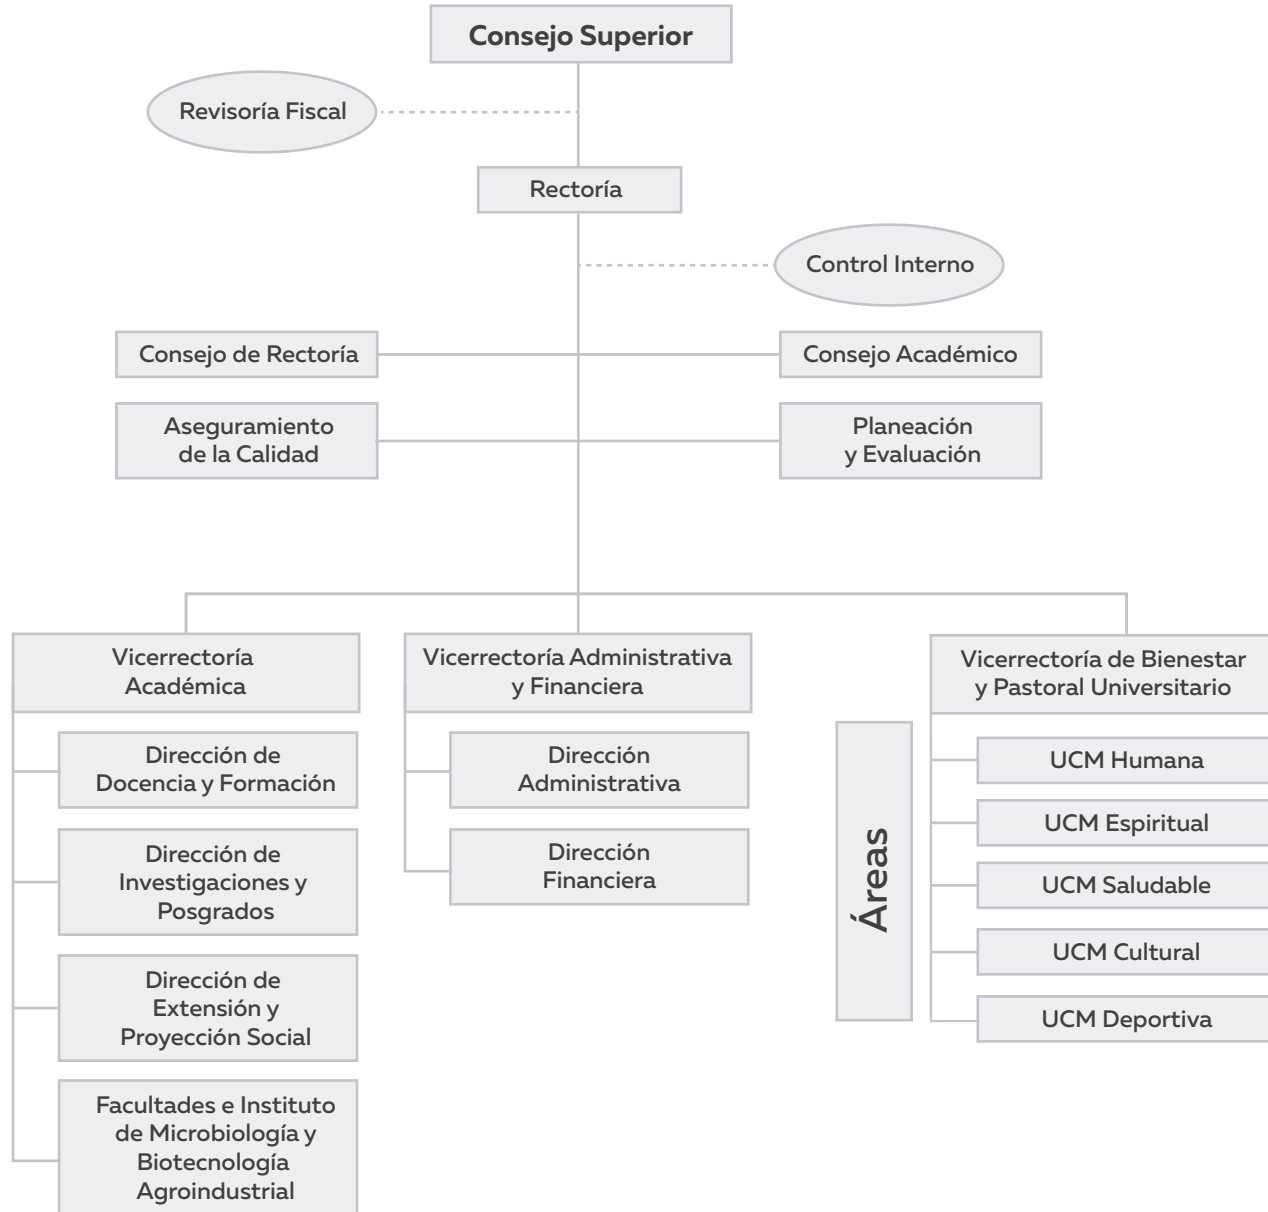 Consejo Superior
Revisoría Fiscal
Rectoría
Control Interno
Consejo de Rectoría
Consejo Académico
Aseguramiento
de la Calidad
Planeación
y Evaluación
Vicerrectoría
Académica
Dirección de
Docencia y Formación
Dirección de
Investigaciones y
Posgrados
Dirección de
Extensión y
Proyección Social
Facultades e Instituto
de Microbiología y
Biotecnología
Agroindustrial
Vicerrectoría Administrativa
y Financiera
Dirección
Administrativa
Dirección
Financiera
Vicerrectoría de Bienestar
y Pastoral Universitario
Áreas
UCM Humana
UCM Espiritual
UCM Saludable
UCM Cultural
UCM Deportiva